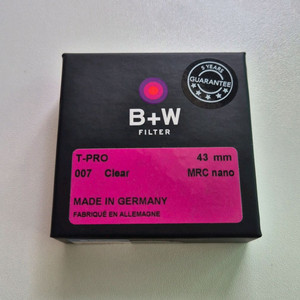 5 YEARS
GUARANTEE
B+W
FILTER
T-PRO 43 mm
007 Clear MRC nano
MADE IN GERMANY
FABRIQUÉ EN ALLEMAGNE